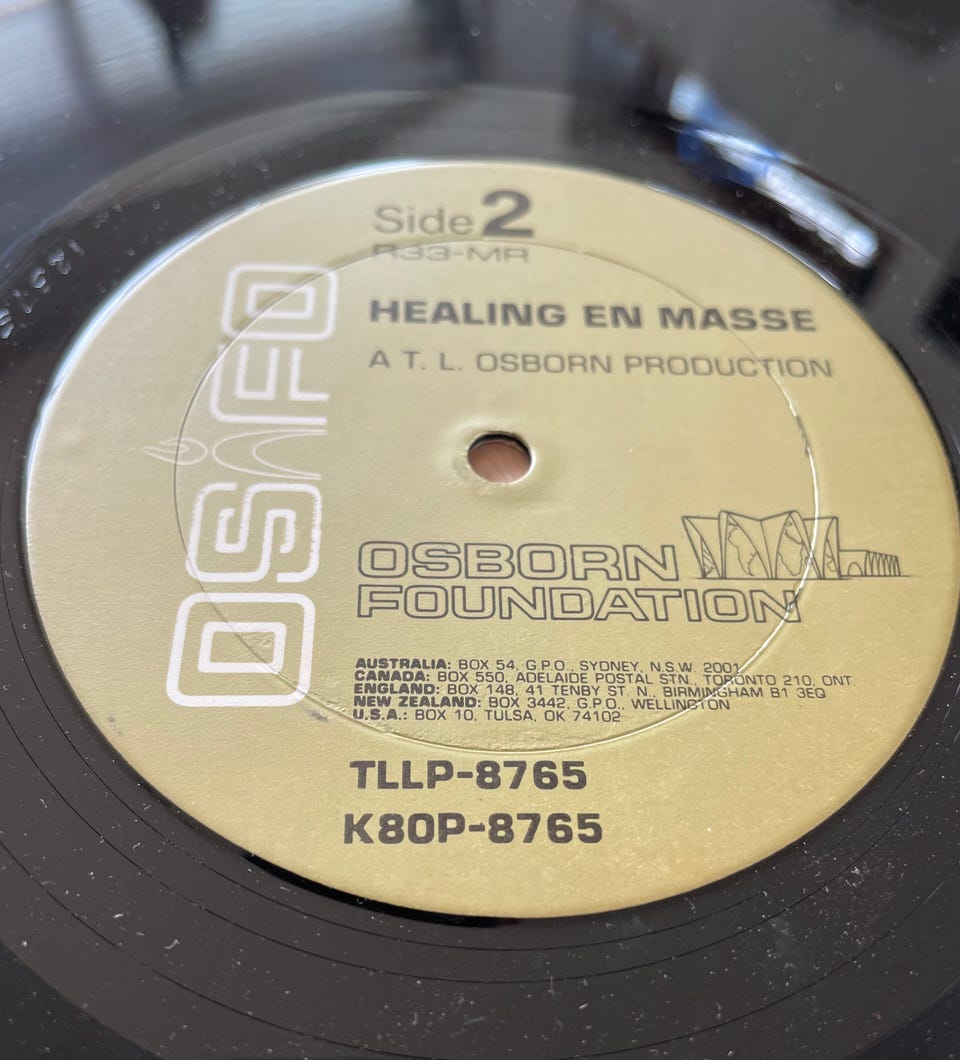 Side 2
R33-MR
HEALING EN MASSE
A T. L. OSBORN PRODUCTION
OSFO
OSBORN
FOUNDATION
AUSTRALIA: BOX 54, G.P.O., SYDNEY, N.S.W. 2001
CANADA: BOX 550, ADELAIDE POSTAL STN., TORONTO 210, ONT.
ENGLAND: BOX 148, 41 TENBY ST. N., BIRMINGHAM B1 3EQ
NEW ZEALAND: BOX 3442, G.P.O., WELLINGTON
U.S.A.: BOX 10, TULSA, OK 74102
TLLP-8765
K80P-8765